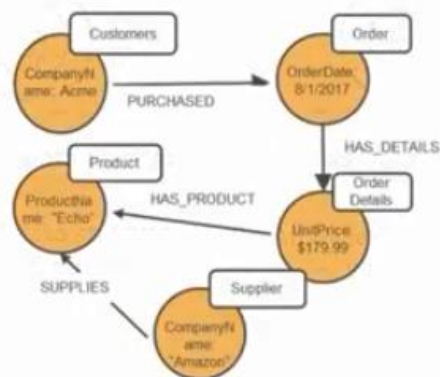 Customers
Order
CompanyN
ame: Acme
OrderDate:
8/1/2017
PURCHASED
HAS_DETAILS
Product
Order
Details
HAS_PRODUCT
ProductNa
me: "Echo"
UnitPrice:
$179.99
SUPPLIES
Supplier
CompanyN
ame:
"Amazon"